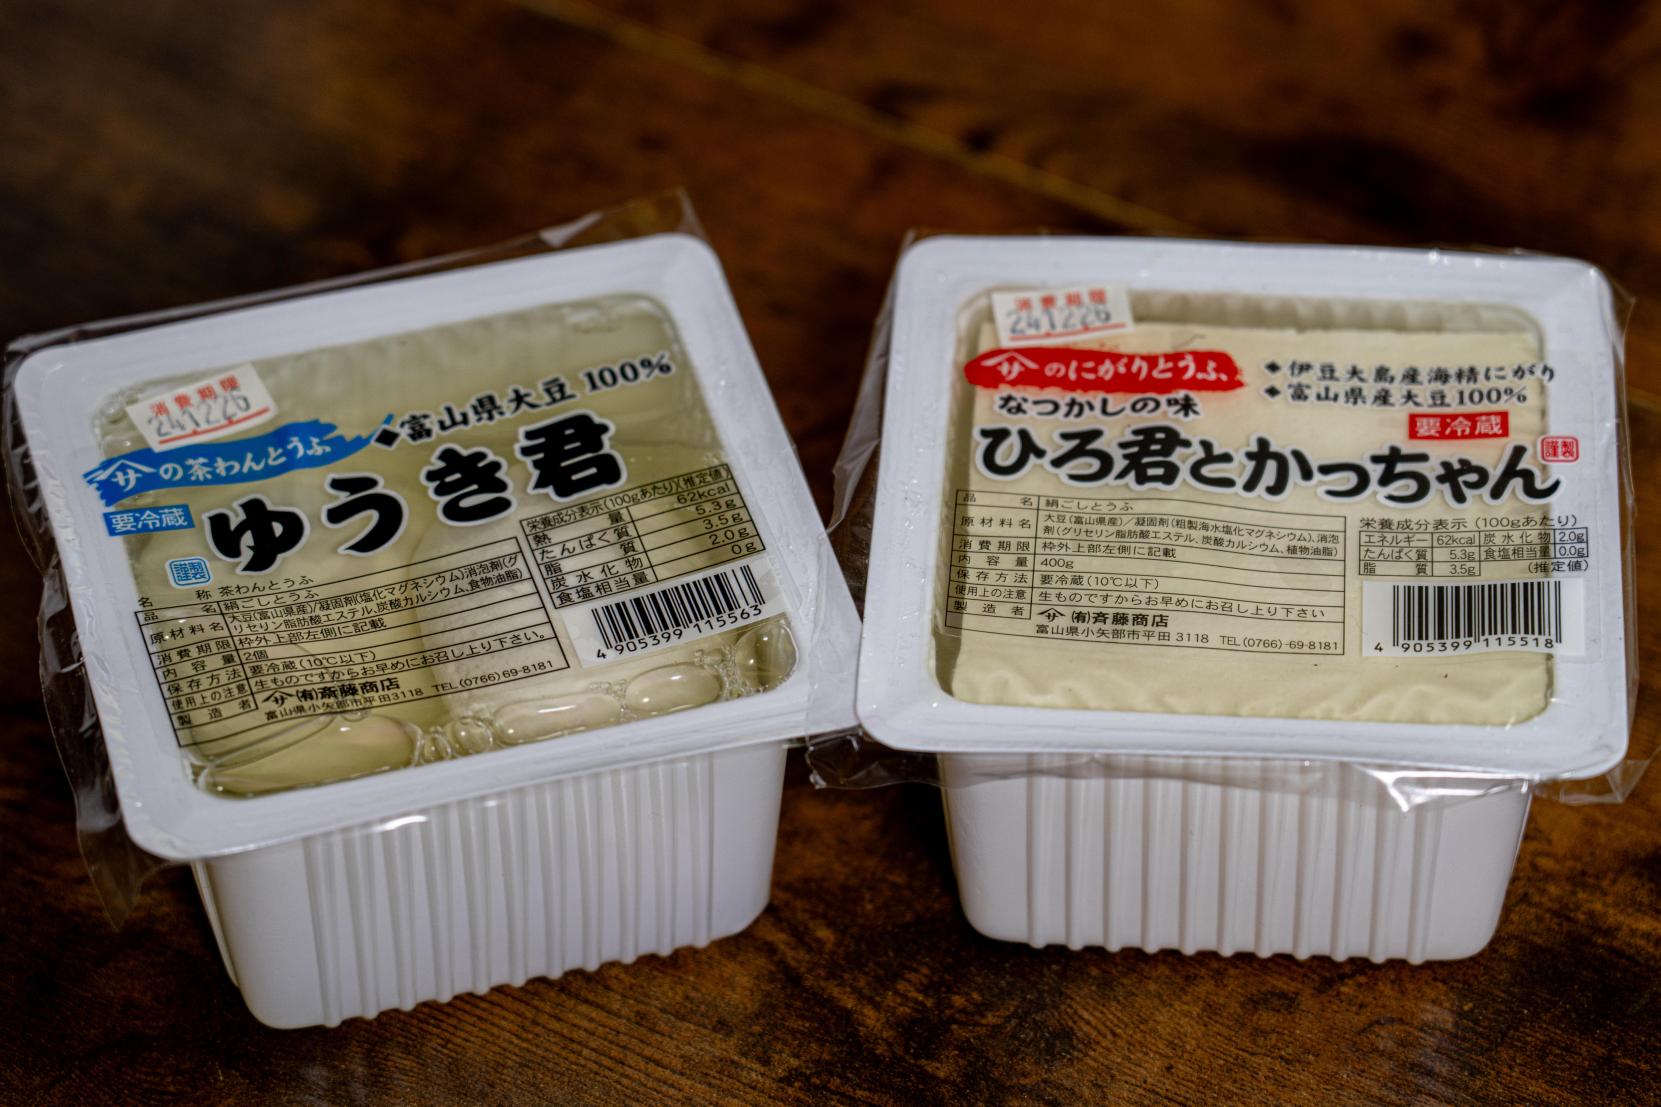 消費期限
241226
サの茶わんとうふ
◆富山県大豆100%
ゆうき君
要冷蔵
謹製
名称 茶わんとうふ
品名 絹ごしとうふ
原材料名 大豆(富山県産)/凝固剤(塩化マグネシウム)消泡剤(グ
リセリン脂肪酸エステル、炭酸カルシウム、食物油脂)
消費期限 枠外上部左側に記載
内容量 2個
保存方法 要冷蔵(10℃以下)
使用上の注意 生ものですからお早めにお召し上り下さい。
製造者 サ (有)斎藤商店
富山県小矢部市平田3118 TEL(0766)69-8181
栄養成分表示(100gあたり)(推定値)
熱量 62kcal
たんぱく質 5.3g
脂質 3.5g
炭水化物 2.0g
食塩相当量 0g
4 905399 115563
消費期限
241226
サのにがりとうふ、
なつかしの味
◆伊豆大島産海精にがり
◆富山県産大豆100%
要冷蔵
ひろ君とかっちゃん
謹製
品名 絹ごしとうふ
原材料名 大豆(富山県産)/凝固剤(粗製海水塩化マグネシウム)、消泡
剤(グリセリン脂肪酸エステル、炭酸カルシウム、植物油脂)
消費期限 枠外上部左側に記載
内容量 400g
保存方法 要冷蔵(10℃以下)
使用上の注意 生ものですからお早めにお召し上り下さい
製造者 サ (有)斉藤商店
富山県小矢部市平田 3118 TEL(0766)-69-8181
栄養成分表示(100gあたり)
エネルギー 62kcal 炭水化物 2.0g
たんぱく質 5.3g 食塩相当量 0.0g
脂質 3.5g (推定値)
4 905399 115518